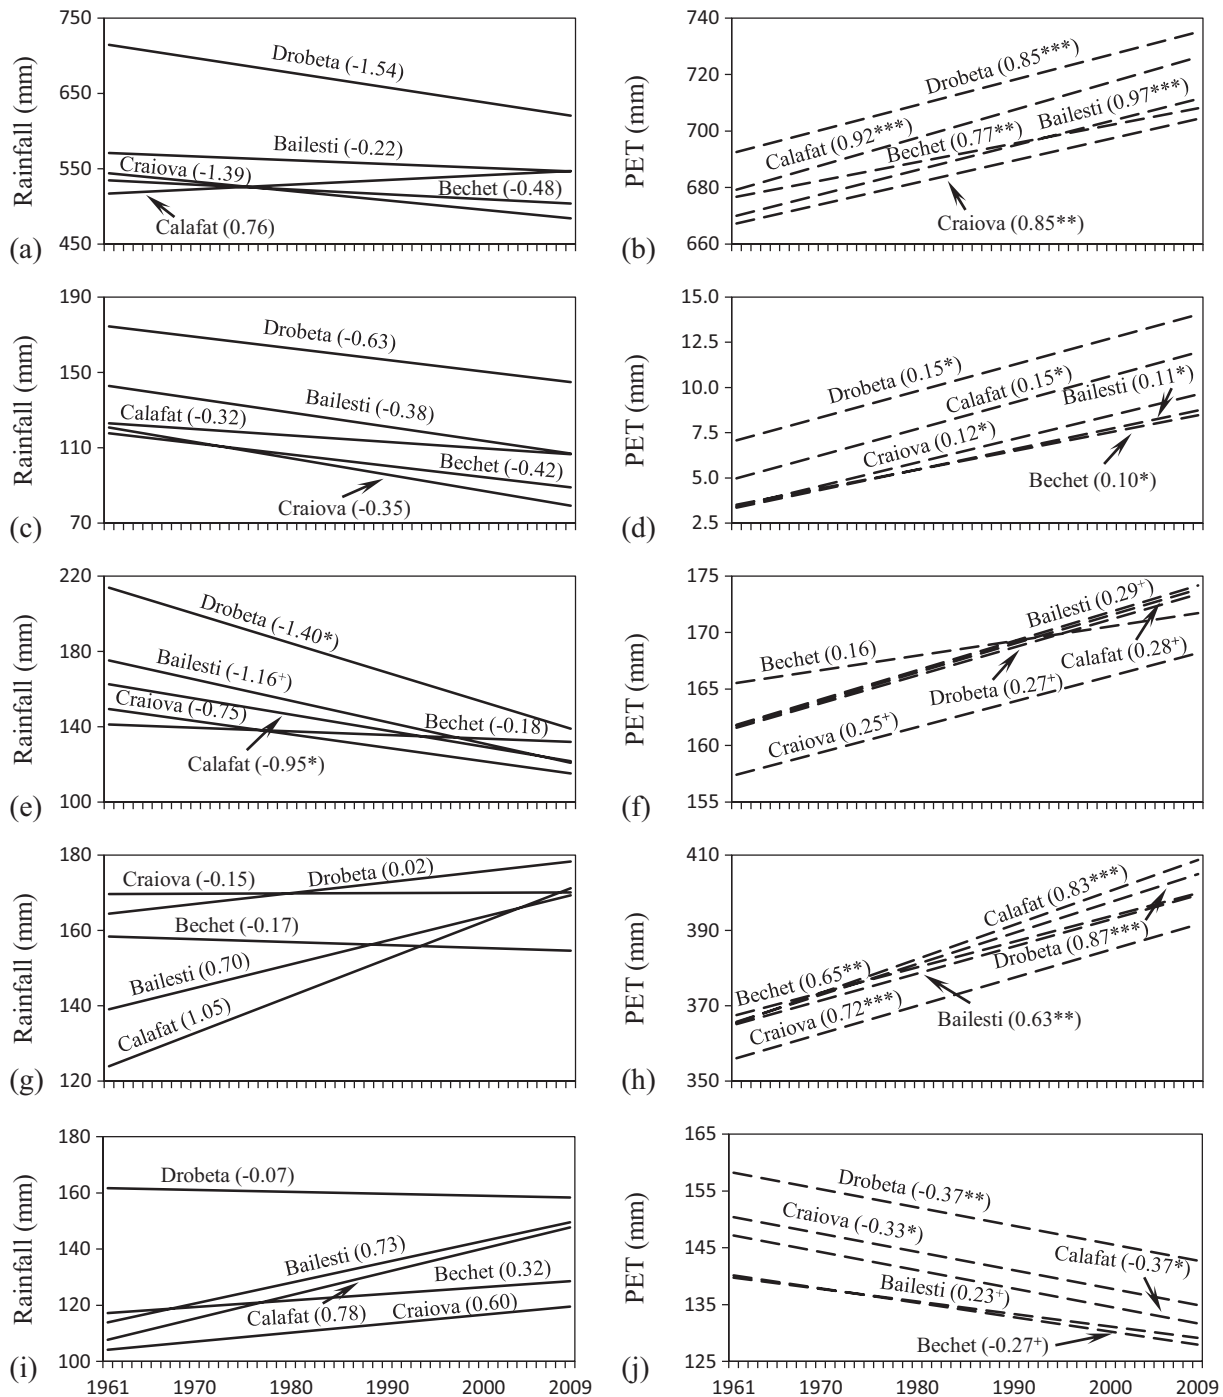 Rainfall (mm)
750
650
550
450
Drobeta (-1.54)
Bailesti (-0.22)
Craiova (-1.39)
Bechet (-0.48)
Calafat (0.76)
(a)
PET (mm)
740
720
700
680
660
Drobeta (0.85***)
Bailesti (0.97***)
Calafat (0.92***)
Bechet (0.77**)
Craiova (0.85**)
(b)
Rainfall (mm)
190
150
110
70
Drobeta (-0.63)
Bailesti (-0.38)
Calafat (-0.32)
Bechet (-0.42)
Craiova (-0.35)
(c)
PET (mm)
15.0
12.5
10.0
7.5
5.0
2.5
Drobeta (0.15*)
Calafat (0.15*)
Bailesti (0.11*)
Craiova (0.12*)
Bechet (0.10*)
(d)
Rainfall (mm)
220
180
140
100
Drobeta (-1.40*)
Bailesti (-1.16+)
Craiova (-0.75)
Bechet (-0.18)
Calafat (-0.95*)
(e)
PET (mm)
175
170
165
160
155
Bailesti (0.29+)
Bechet (0.16)
Calafat (0.28+)
Drobeta (0.27+)
Craiova (0.25+)
(f)
Rainfall (mm)
180
160
140
120
Drobeta (0.02)
Craiova (-0.15)
Bechet (-0.17)
Bailesti (0.70)
Calafat (1.05)
(g)
PET (mm)
410
390
370
350
Calafat (0.83***)
Drobeta (0.87***)
Bechet (0.65**)
Craiova (0.72***)
Bailesti (0.63**)
(h)
Rainfall (mm)
180
160
140
120
100
Drobeta (-0.07)
Bailesti (0.73)
Bechet (0.32)
Calafat (0.78)
Craiova (0.60)
(i)
1961 1970 1980 1990 2000 2009
PET (mm)
165
155
145
135
125
Drobeta (-0.37**)
Craiova (-0.33*)
Calafat (-0.37*)
Bailesti (0.23+)
Bechet (-0.27+)
(j)
1961 1970 1980 1990 2000 2009